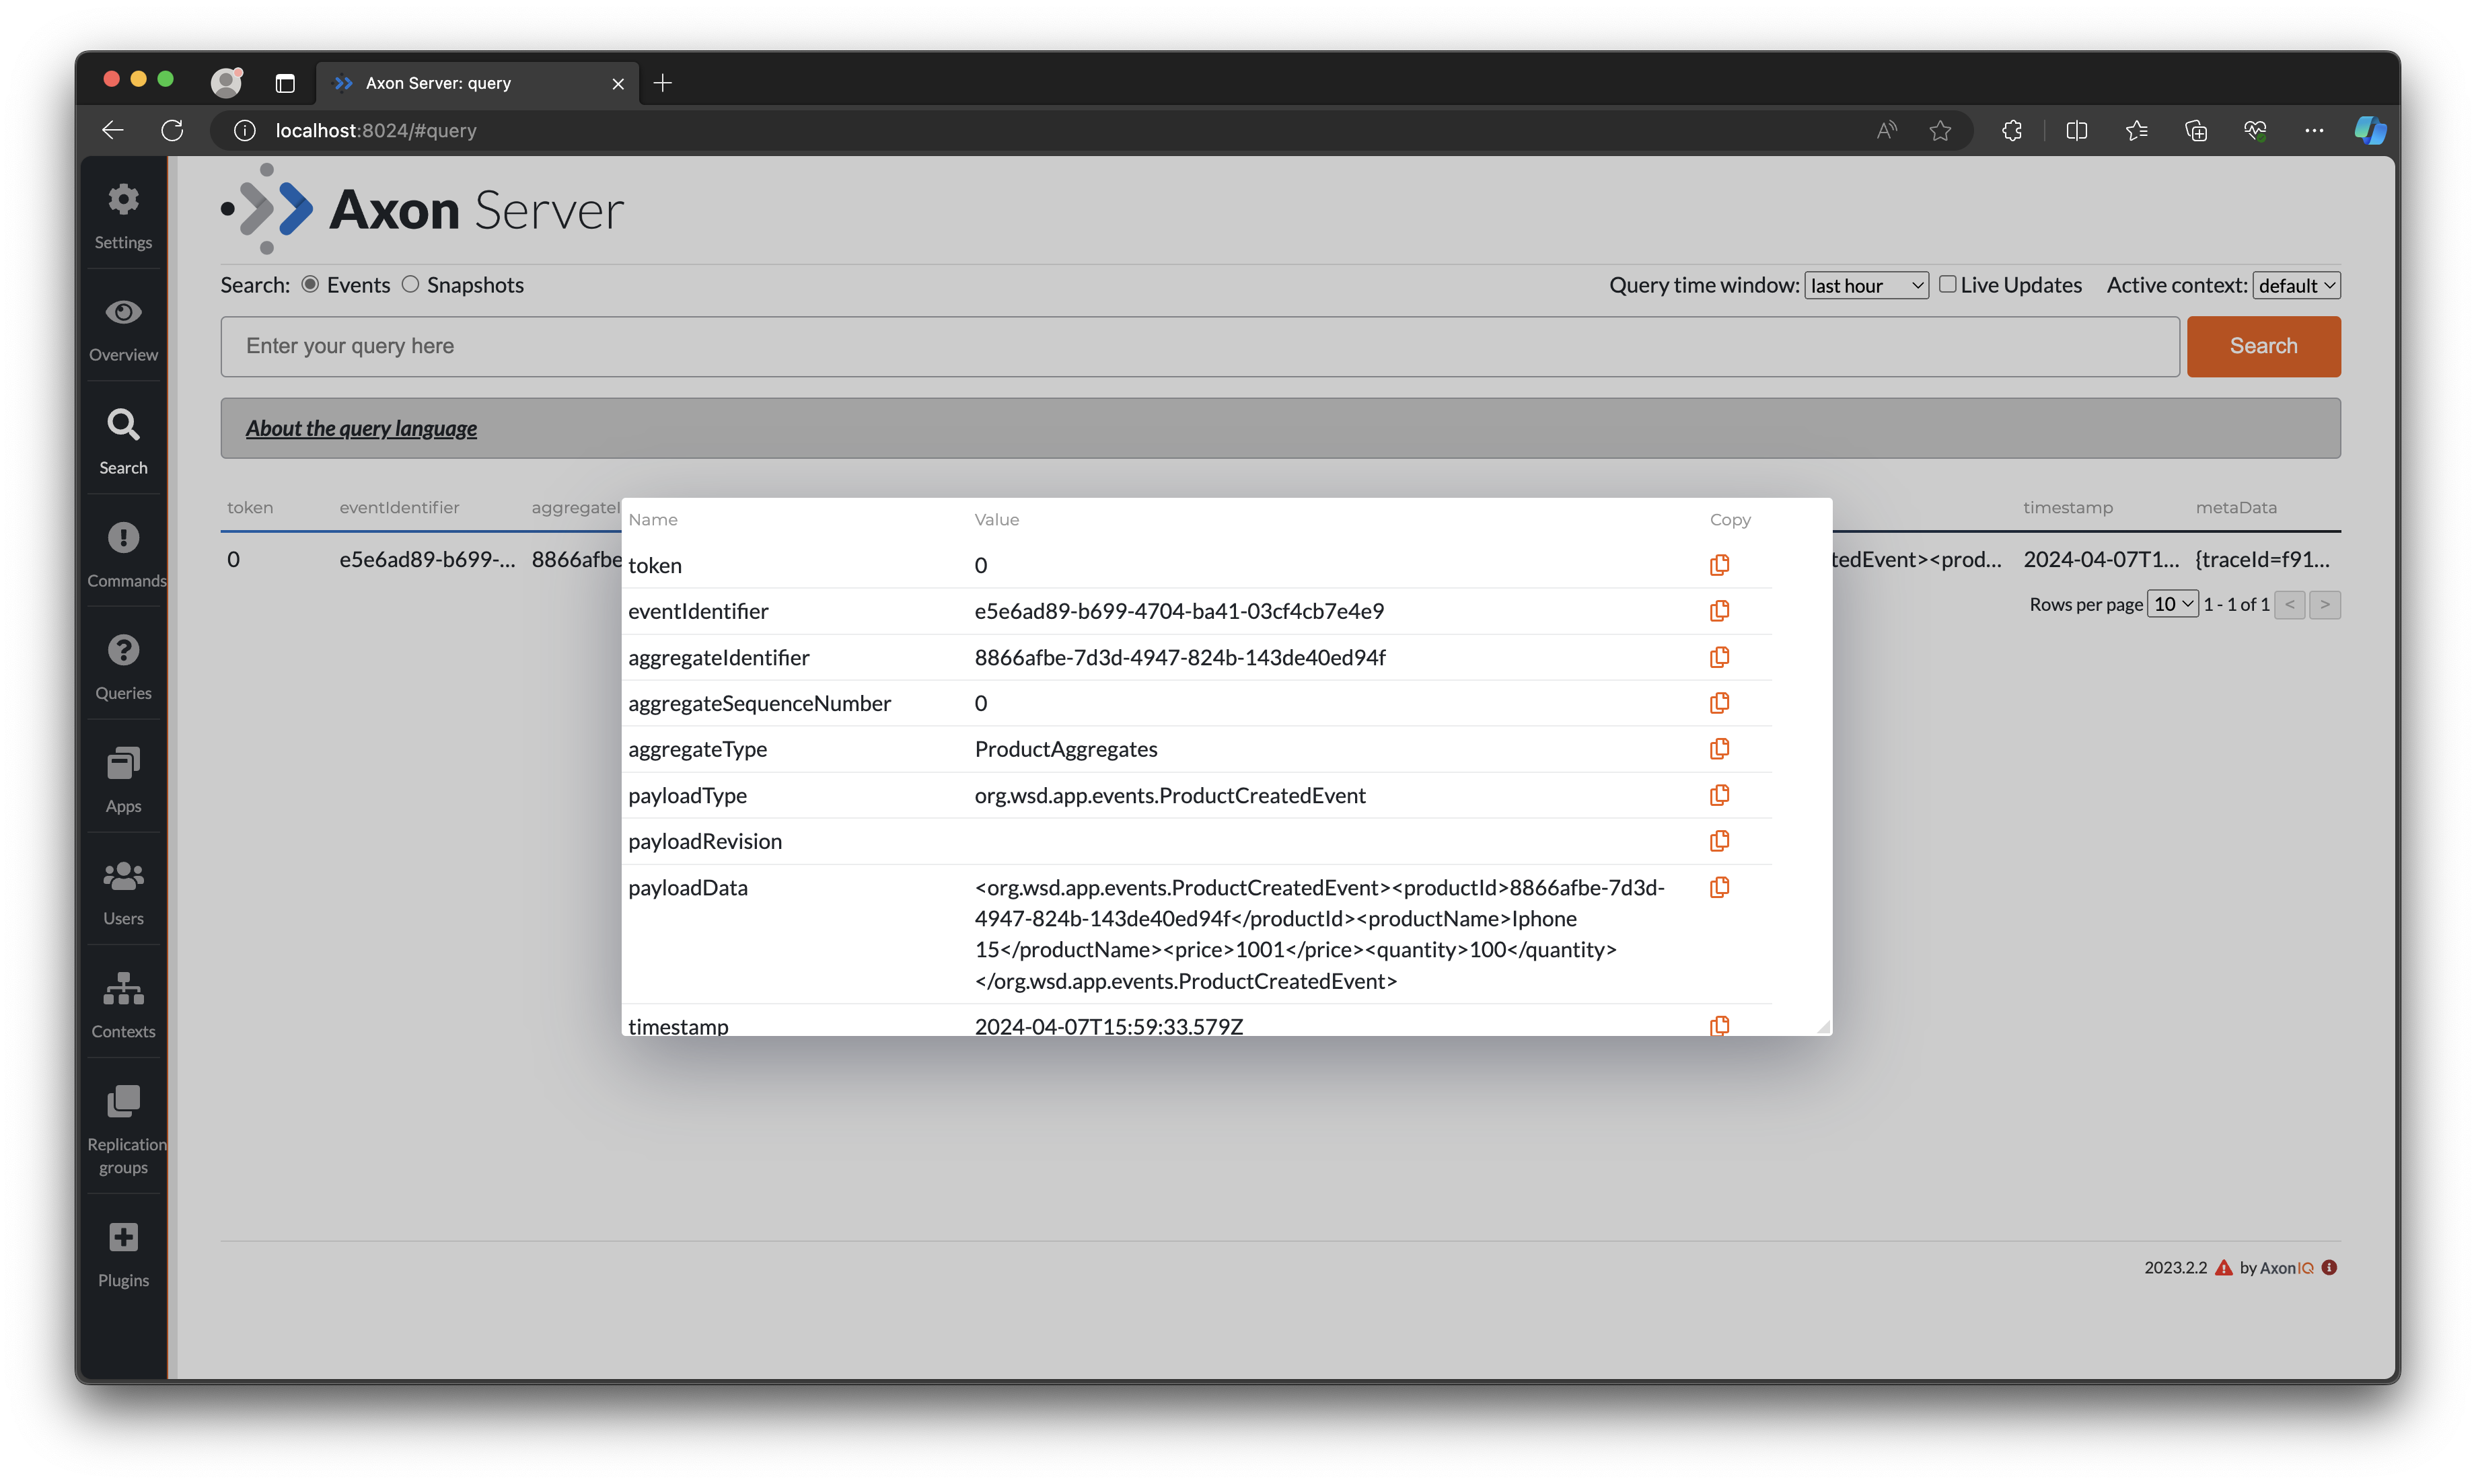 Axon Server: query
localhost:8024/#query
Settings
Overview
Search
Commands
Queries
Apps
Users
Contexts
Replication
groups
Plugins
Axon Server
Search: Events Snapshots
Query time window: last hour Live Updates Active context: default
Enter your query here
Search
About the query language
token eventIdentifier aggregateI timestamp metaData
0 e5e6ad89-b699-... 8866afbe tedEvent><prod... 2024-04-07T1... {traceId=f91...
Rows per page 10 1 - 1 of 1 < >
Name Value Copy
token 0
eventIdentifier e5e6ad89-b699-4704-ba41-03cf4cb7e4e9
aggregateIdentifier 8866afbe-7d3d-4947-824b-143de40ed94f
aggregateSequenceNumber 0
aggregateType ProductAggregates
payloadType org.wsd.app.events.ProductCreatedEvent
payloadRevision
payloadData <org.wsd.app.events.ProductCreatedEvent><productId>8866afbe-7d3d-
4947-824b-143de40ed94f</productId><productName>Iphone
15</productName><price>1001</price><quantity>100</quantity>
</org.wsd.app.events.ProductCreatedEvent>
timestamp 2024-04-07T15:59:33.579Z
2023.2.2 by AxonIQ